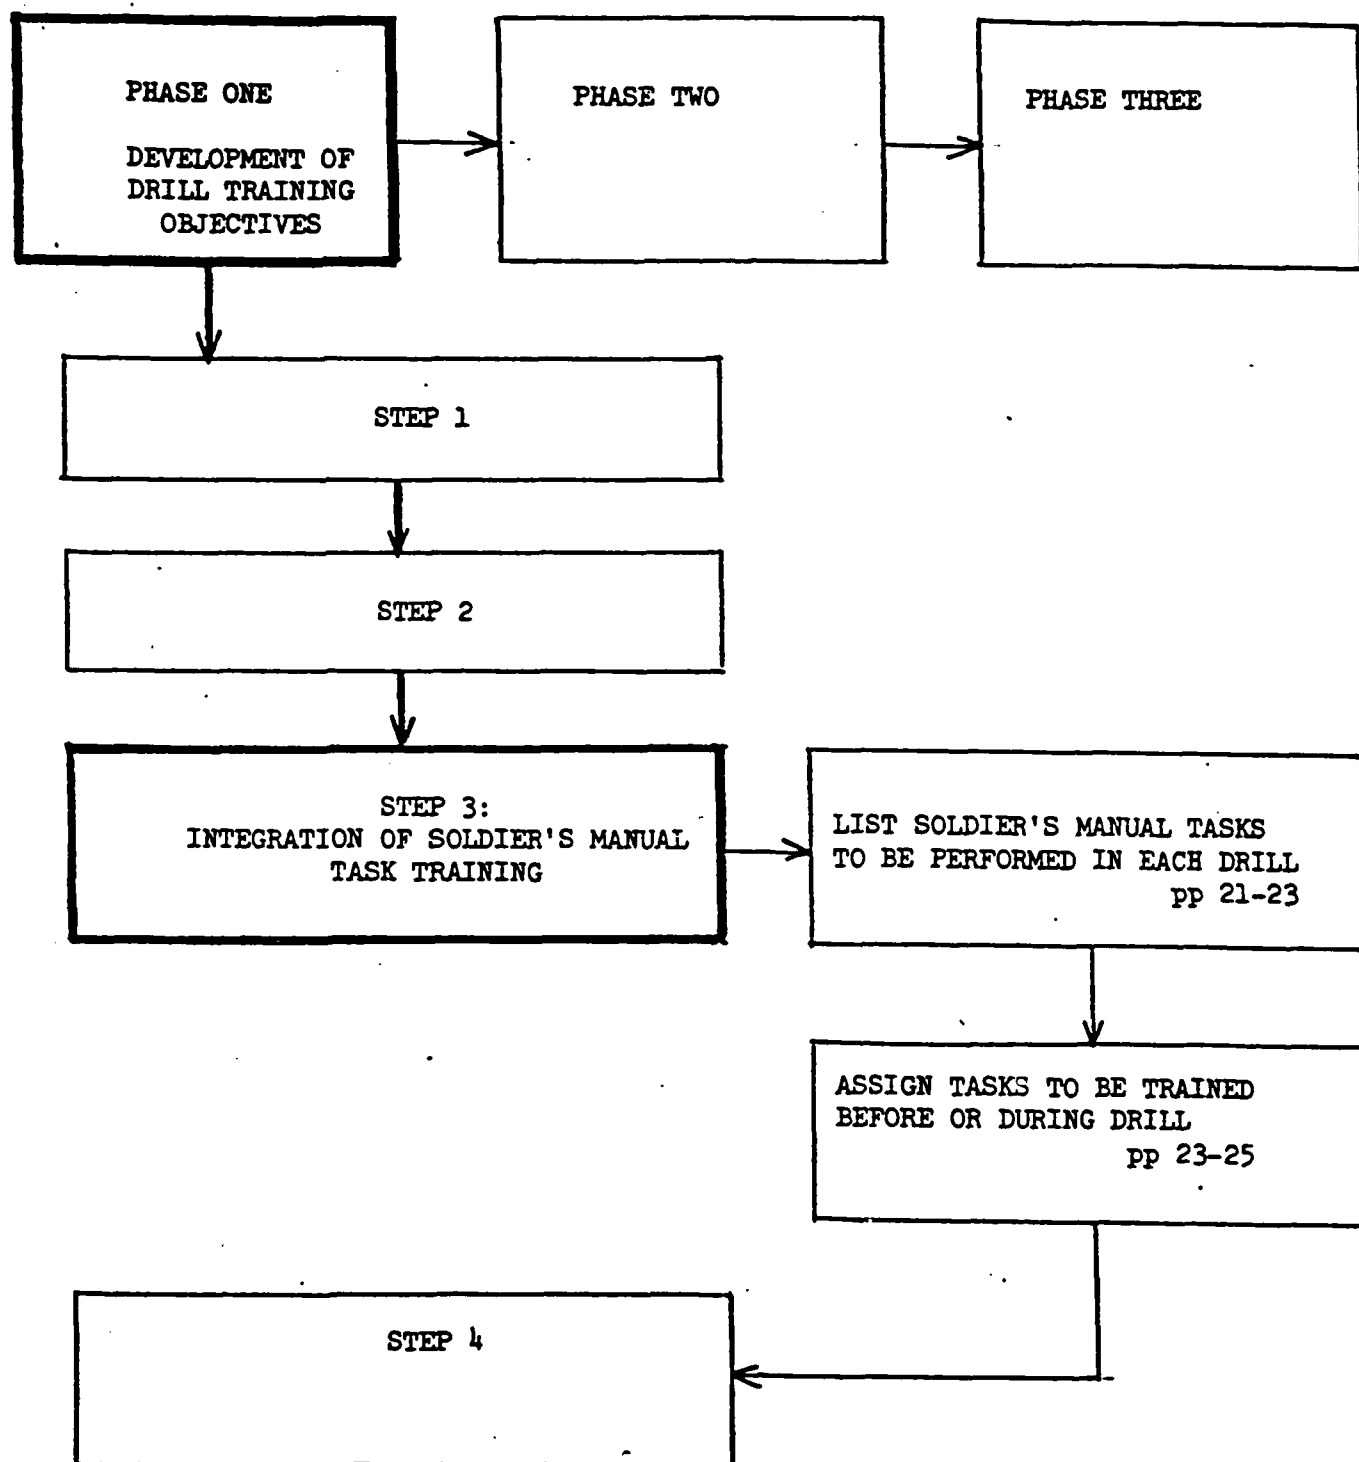 PHASE ONE
DEVELOPMENT OF
DRILL TRAINING
OBJECTIVES
PHASE TWO
PHASE THREE
STEP 1
STEP 2
STEP 3:
INTEGRATION OF SOLDIER'S MANUAL
TASK TRAINING
LIST SOLDIER'S MANUAL TASKS
TO BE PERFORMED IN EACH DRILL
pp 21-23
ASSIGN TASKS TO BE TRAINED
BEFORE OR DURING DRILL
pp 23-25
STEP 4